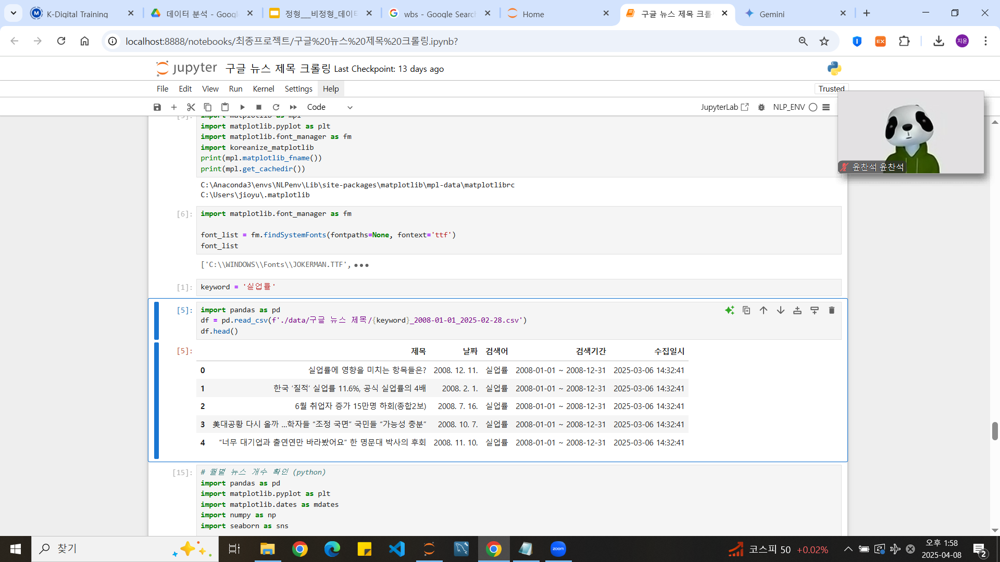 K-Digital Training
데이터 분석 - Googl
정형___비정형_데이터
wbs - Google Search
Home
구글 뉴스 제목 크롤
Gemini
localhost:8888/notebooks/최종프로젝트/구글%20뉴스%20제목%20크롤링.ipynb?
EX
지윤
jupyter 구글 뉴스 제목 크롤링 Last Checkpoint: 13 days ago
File Edit View Run Kernel Settings Help
Trusted
Code
JupyterLab
NLP_ENV
import matplotlib as mpl
import matplotlib.pyplot as plt
import matplotlib.font_manager as fm
import koreanize_matplotlib
print(mpl.matplotlib_fname())
print(mpl.get_cachedir())
윤찬석 윤찬석
C:\Anaconda3\envs\NLPenv\Lib\site-packages\matplotlib\mpl-data\matplotlibrc
C:\Users\jioyu\.matplotlib
[6]: import matplotlib.font_manager as fm
font_list = fm.findSystemFonts(fontpaths=None, fontext='ttf')
font_list
['C:\\WINDOWS\\Fonts\\JOKERMAN.TTF', •••
[1]: keyword = '실업률'
[5]: import pandas as pd
df = pd.read_csv(f'./data/구글 뉴스 제목/{keyword}_2008-01-01_2025-02-28.csv')
df.head()
[5]: 제목 날짜 검색어 검색기간 수집일시
0 실업률에 영향을 미치는 항목들은? 2008. 12. 11. 실업률 2008-01-01 ~ 2008-12-31 2025-03-06 14:32:41
1 한국 ‘질적’ 실업률 11.6%, 공식 실업률의 4배 2008. 2. 1. 실업률 2008-01-01 ~ 2008-12-31 2025-03-06 14:32:41
2 6월 취업자 증가 15만명 하회(종합2보) 2008. 7. 16. 실업률 2008-01-01 ~ 2008-12-31 2025-03-06 14:32:41
3 美대공황 다시 올까 ...학자들 “조정 국면” 국민들 “가능성 충분” 2008. 10. 7. 실업률 2008-01-01 ~ 2008-12-31 2025-03-06 14:32:41
4 “너무 대기업과 출연연만 바라봤어요” 한 명문대 박사의 후회 2008. 11. 10. 실업률 2008-01-01 ~ 2008-12-31 2025-03-06 14:32:41
[15]: # 월별 뉴스 개수 확인 (python)
import pandas as pd
import matplotlib.pyplot as plt
import matplotlib.dates as mdates
import numpy as np
import seaborn as sns
찾기
zoom
코스피 50 +0.02%
오후 1:58
2025-04-08
2